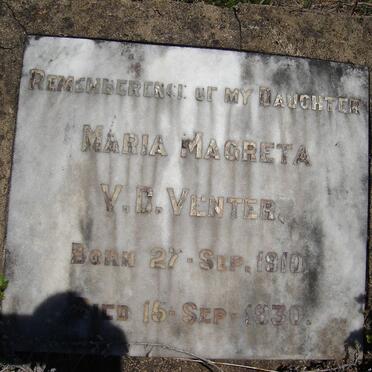 REMEMBERENCE OF MY DAUGHTER
MARIA MAGRETA
V.D. VENTER.
BORN 27-SEP. 1910.
DIED 15-SEP-1930.